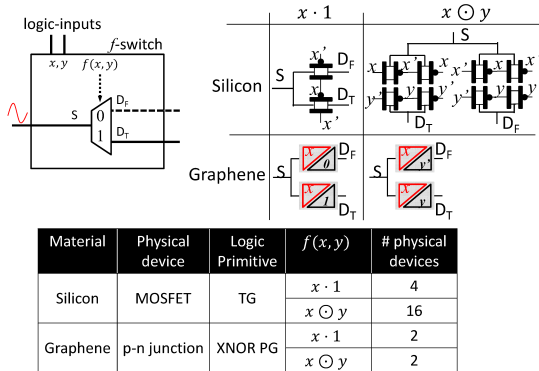 logic-inputs
x, y
f(x, y)
f-switch
S
0
1
D_F
D_T
x · 1
x ⊙ y
Silicon
S
x'
D_F
x
D_T
x'
S
x x' x
y' y y'
D_T
x' x x'
y' y
D_F
Graphene
S
x 0
D_F
x 1
D_T
S
x y'
D_F
x y
D_T
Material Physical device Logic Primitive f(x, y) # physical devices
Silicon MOSFET TG x · 1 4
x ⊙ y 16
Graphene p-n junction XNOR PG x · 1 2
x ⊙ y 2